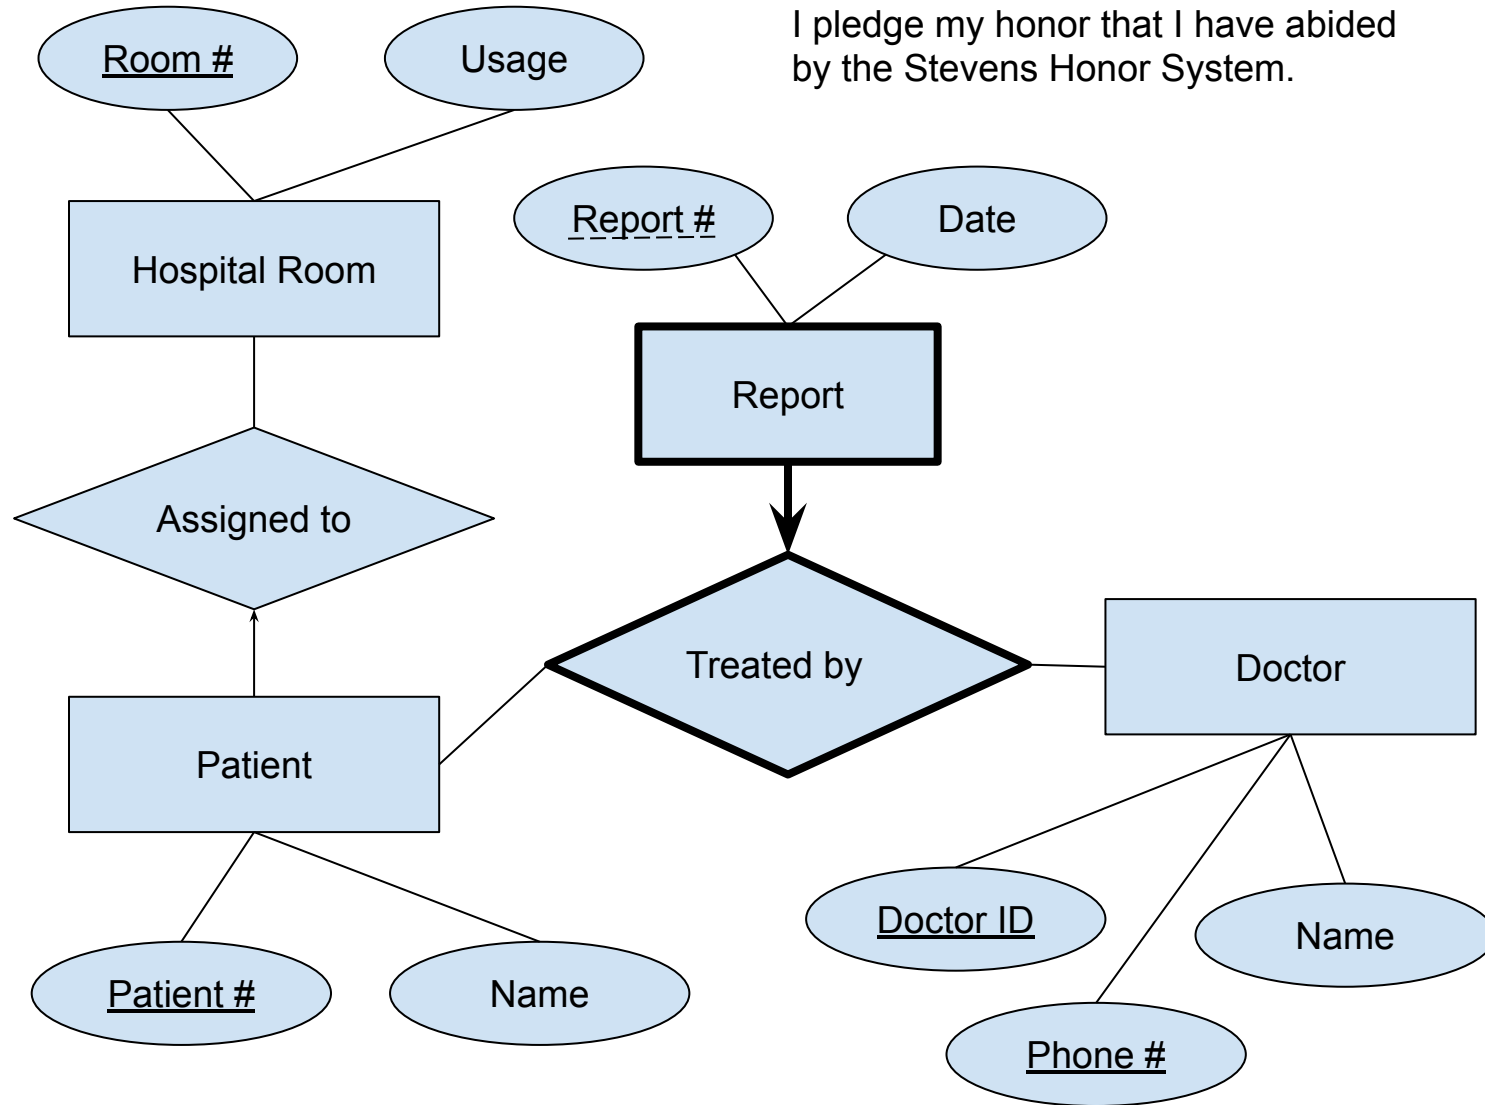 I pledge my honor that I have abided
by the Stevens Honor System.
Room #
Usage
Report #
Date
Hospital Room
Report
Assigned to
Treated by
Doctor
Patient
Doctor ID
Name
Patient #
Name
Phone #